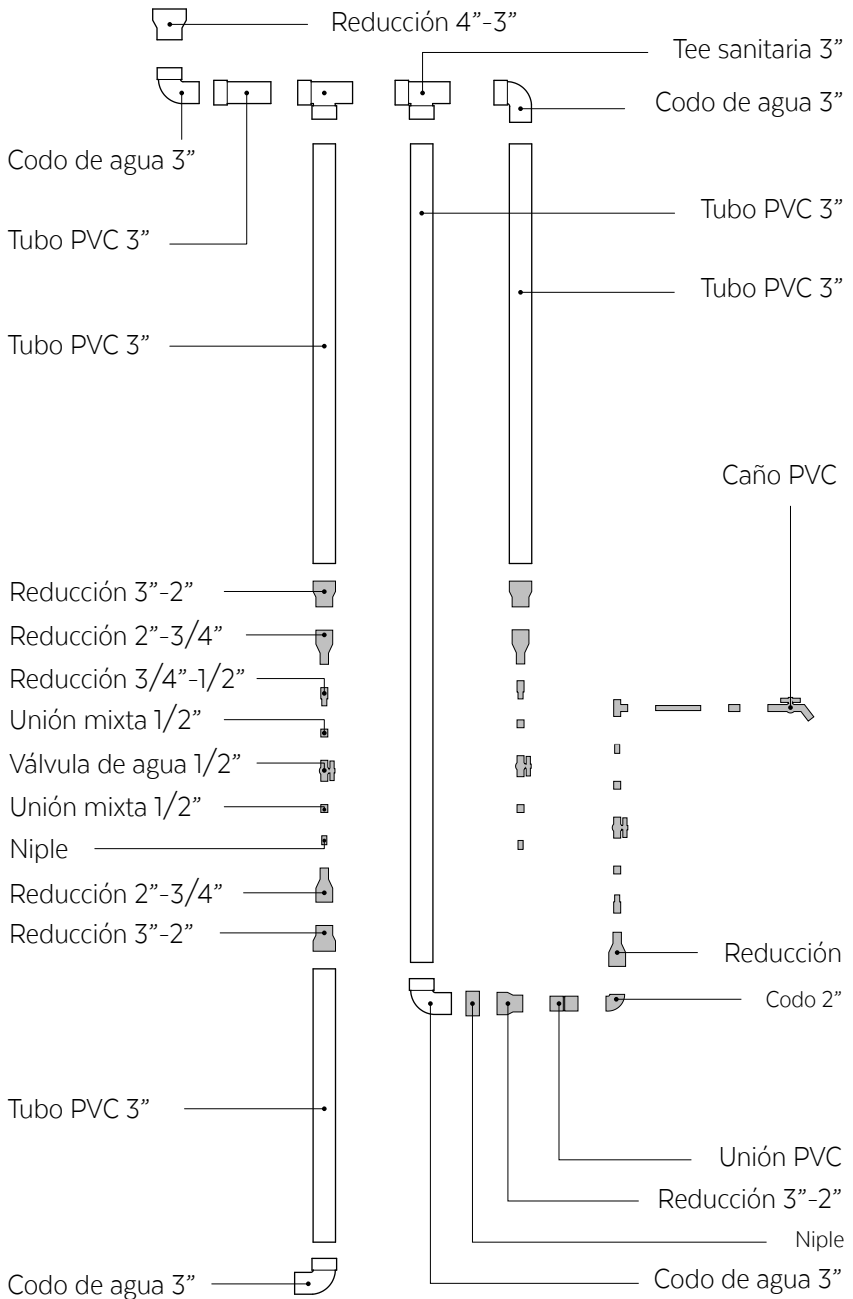 Reducción 4”-3”
Tee sanitaria 3”
Codo de agua 3”
Codo de agua 3”
Tubo PVC 3”
Tubo PVC 3”
Tubo PVC 3”
Tubo PVC 3”
Caño PVC
Reducción 3”-2”
Reducción 2”-3/4”
Reducción 3/4”-1/2”
Unión mixta 1/2”
Válvula de agua 1/2”
Unión mixta 1/2”
Niple
Reducción 2”-3/4”
Reducción 3”-2”
Reducción
Codo 2”
Tubo PVC 3”
Unión PVC
Reducción 3”-2”
Niple
Codo de agua 3”
Codo de agua 3”